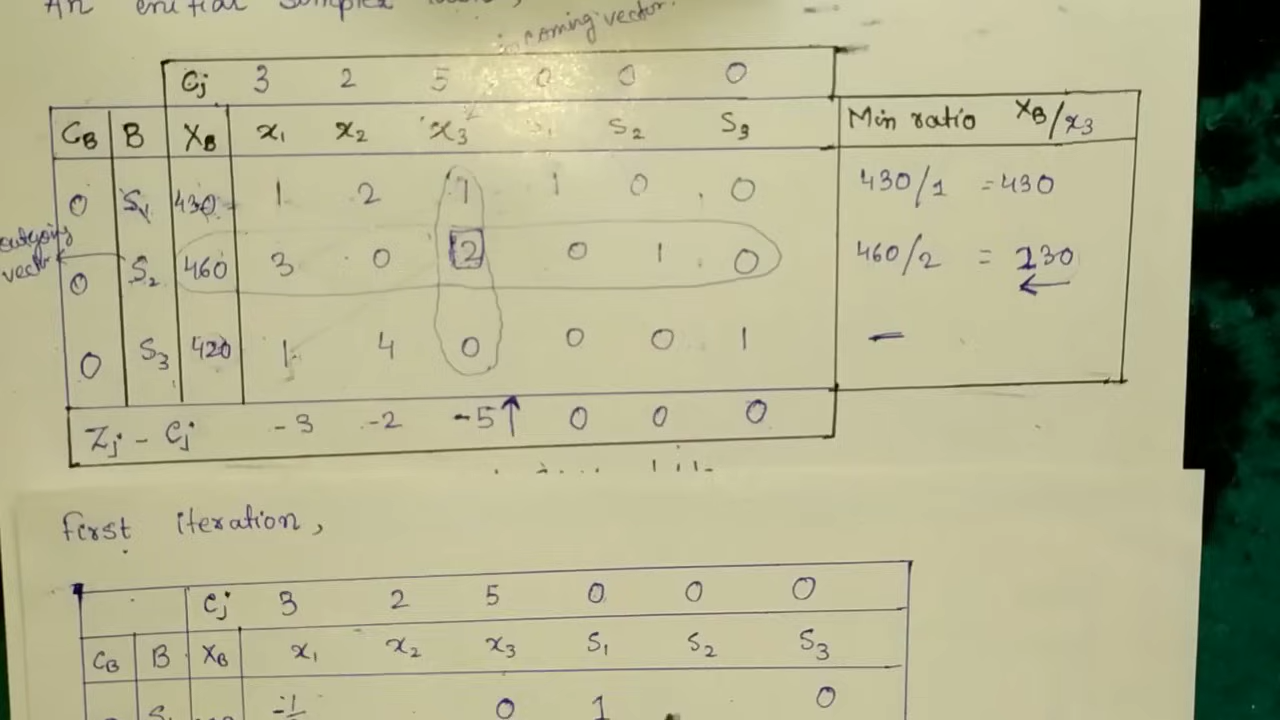 An initial simplex
incoming vector.
Cj 3 2 5 0 0 0
CB B XB x1 x2 x3 S1 S2 S3 Min ratio XB/x3
0 S1 430 1 2 1 1 0 0 430/1 = 430
outgoing vector
0 S2 460 3 0 2 0 1 0 460/2 = 230
0 S3 420 1 4 0 0 0 1 —
Zj - Cj -3 -2 -5↑ 0 0 0
First iteration,
Cj 3 2 5 0 0 0
CB B XB x1 x2 x3 S1 S2 S3
0 1 0